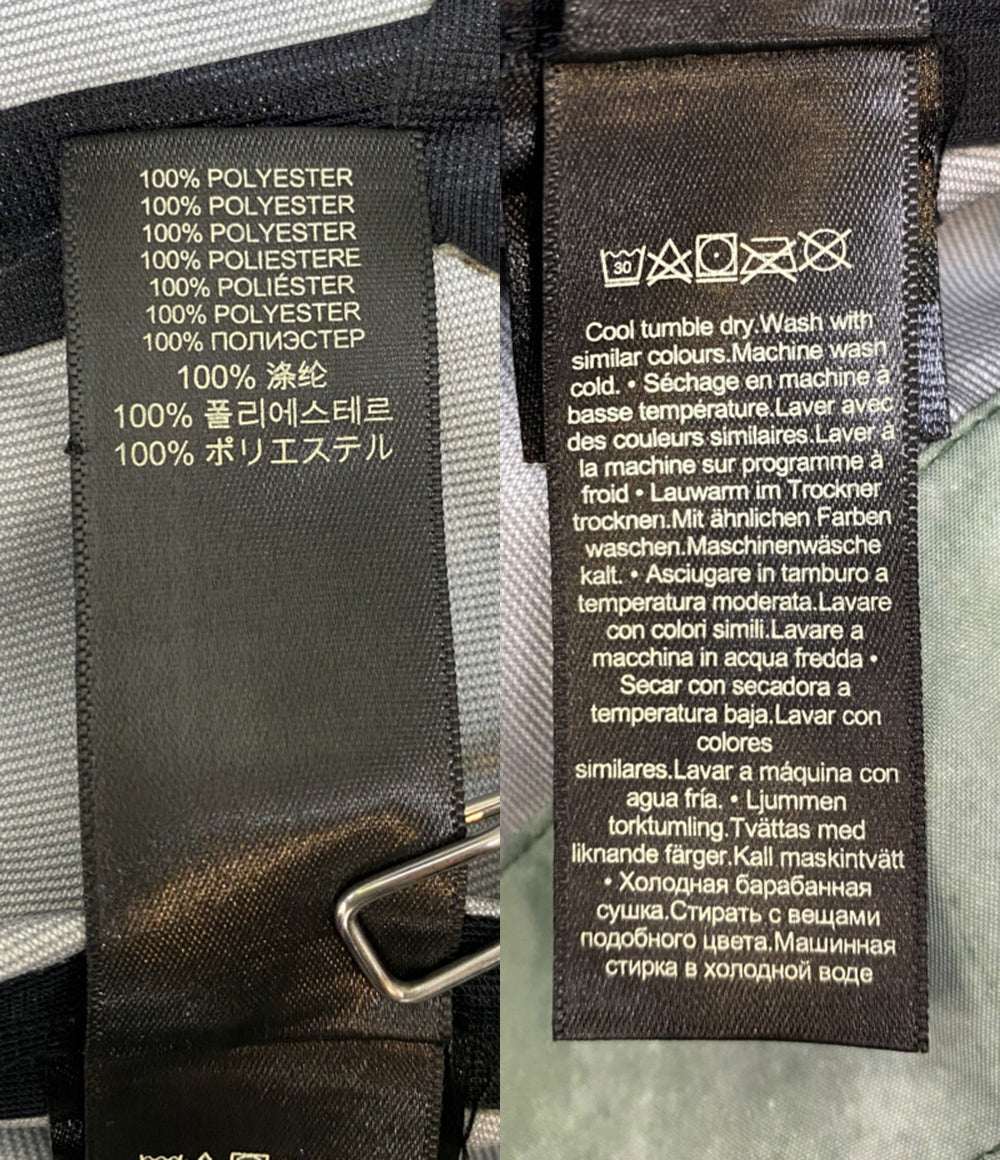 100% POLYESTER
100% POLYESTER
100% POLYESTER
100% POLIESTERE
100% POLIÉSTER
100% POLYESTER
100% ПОЛИЭСТЕР
100% 涤纶
100% 폴리에스테르
100% ポリエステル
30
Cool tumble dry.Wash with
similar colours.Machine wash
cold. • Séchage en machine à
basse température.Laver avec
des couleurs similaires.Laver à
la machine sur programme à
froid • Lauwarm im Trockner
trocknen.Mit ähnlichen Farben
waschen.Maschinenwäsche
kalt. • Asciugare in tamburo a
temperatura moderata.Lavare
con colori simili.Lavare a
macchina in acqua fredda •
Secar con secadora a
temperatura baja.Lavar con
colores
similares.Lavar a máquina con
agua fría. • Ljummen
torktumling.Tvättas med
liknande färger.Kall maskintvätt
• Холодная барабанная
сушка.Стирать с вещами
подобного цвета.Машинная
стирка в холодной воде